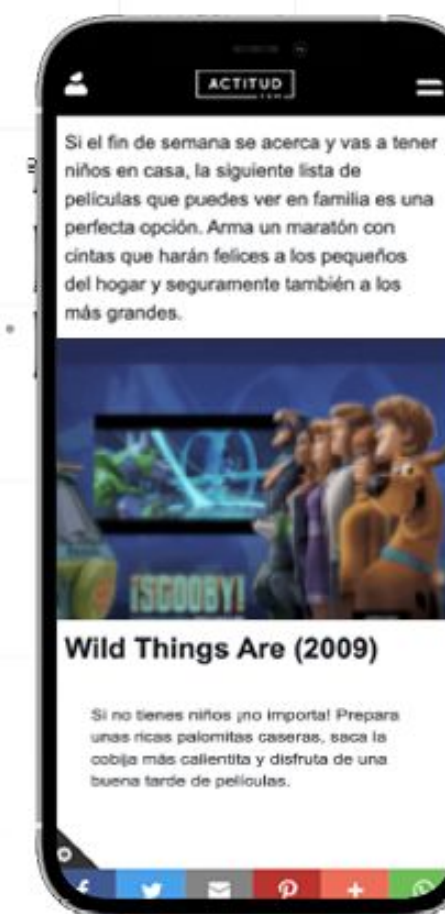 ACTITUD
Si el fin de semana se acerca y vas a tener
niños en casa, la siguiente lista de
películas que puedes ver en familia es una
perfecta opción. Arma un maratón con
cintas que harán felices a los pequeños
del hogar y seguramente también a los
más grandes.
¡SCOOBY!
Wild Things Are (2009)
Si no tienes niños ¡no importa! Prepara
unas ricas palomitas caseras, saca la
cobija más calientita y disfruta de una
buena tarde de películas.